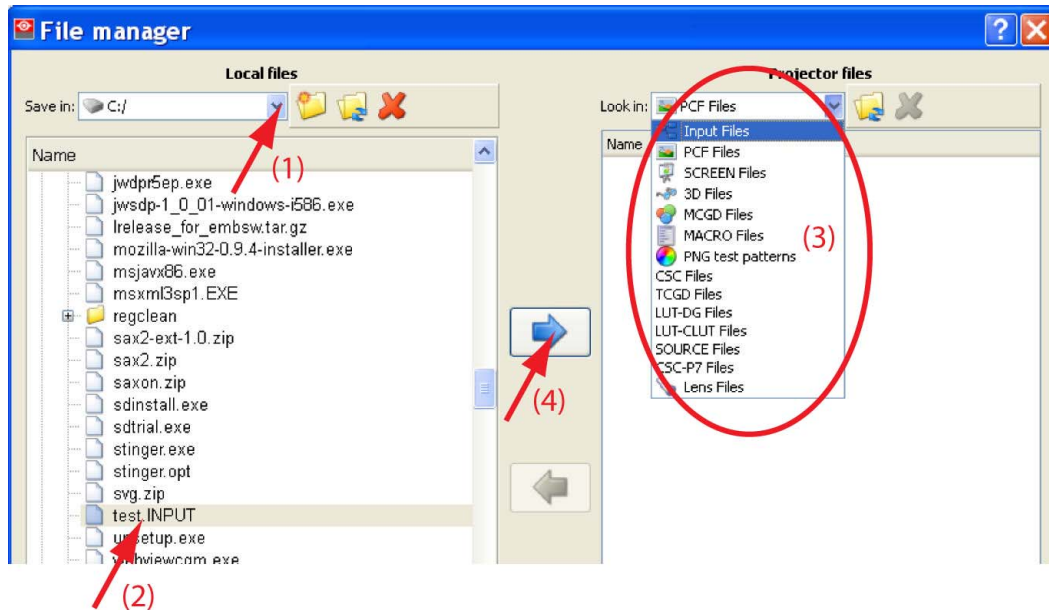 File manager
Local files
Save in: C:/
(1)
Name
jwdpr5ep.exe
jwsdp-1_0_01-windows-i586.exe
lrelease_for_embsw.tar.gz
mozilla-win32-0.9.4-installer.exe
msjavx86.exe
msxml3sp1.EXE
regclean
sax2-ext-1.0.zip
sax2.zip
saxon.zip
sdinstall.exe
sdtrial.exe
stinger.exe
stinger.opt
svg.zip
test.INPUT
unsetup.exe
webviewcgm.exe
(2)
(4)
Projector files
Look in: PCF Files
Name
Input Files
PCF Files
SCREEN Files
3D Files
MCGD Files
MACRO Files
(3)
PNG test patterns
CSC Files
TCGD Files
LUT-DG Files
LUT-CLUT Files
SOURCE Files
CSC-P7 Files
Lens Files